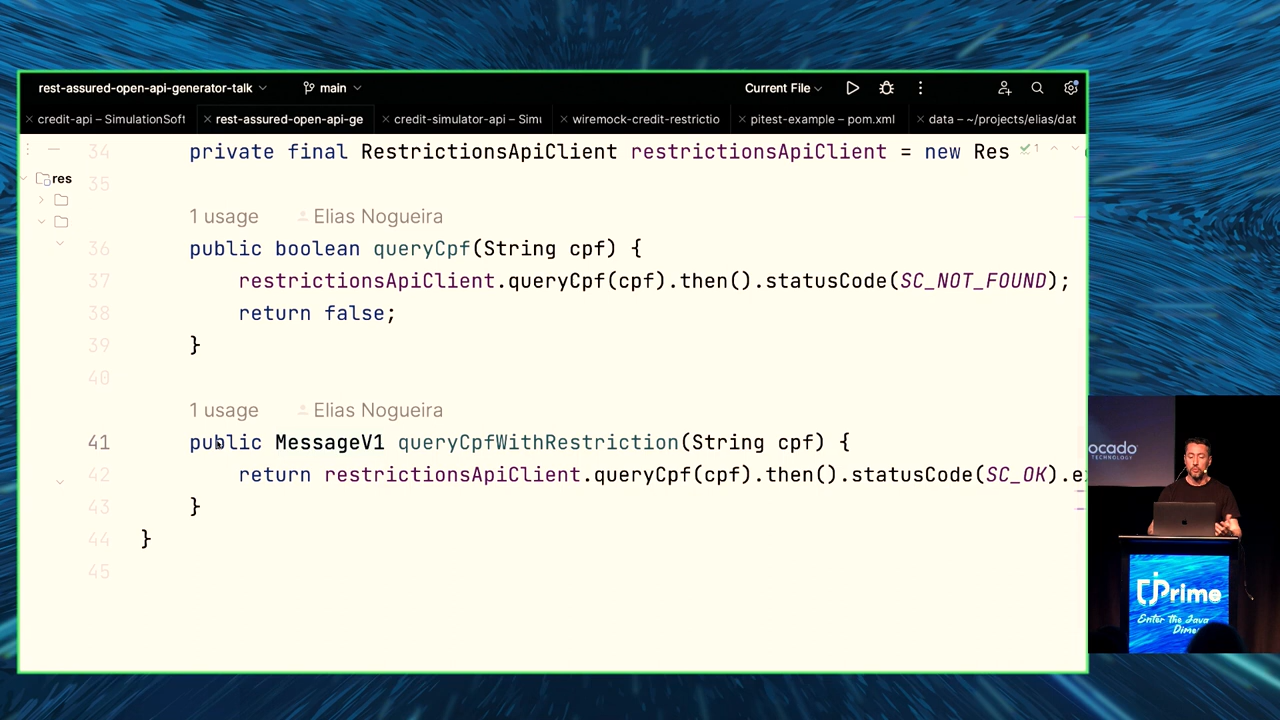 rest-assured-open-api-generator-talk main Current File
credit-api – SimulationSoft rest-assured-open-api-ge credit-simulator-api – Simu wiremock-credit-restrictio pitest-example – pom.xml data – ~/projects/elias/dat
res
34 private final RestrictionsApiClient restrictionsApiClient = new Res
1
35
1 usage Elias Nogueira
36 public boolean queryCpf(String cpf) {
37 restrictionsApiClient.queryCpf(cpf).then().statusCode(SC_NOT_FOUND);
38 return false;
39 }
40
1 usage Elias Nogueira
41 public MessageV1 queryCpfWithRestriction(String cpf) {
42 return restrictionsApiClient.queryCpf(cpf).then().statusCode(SC_OK).e
43 }
44 }
45
ocado
TECHNOLOGY
jPrime
Enter the Java